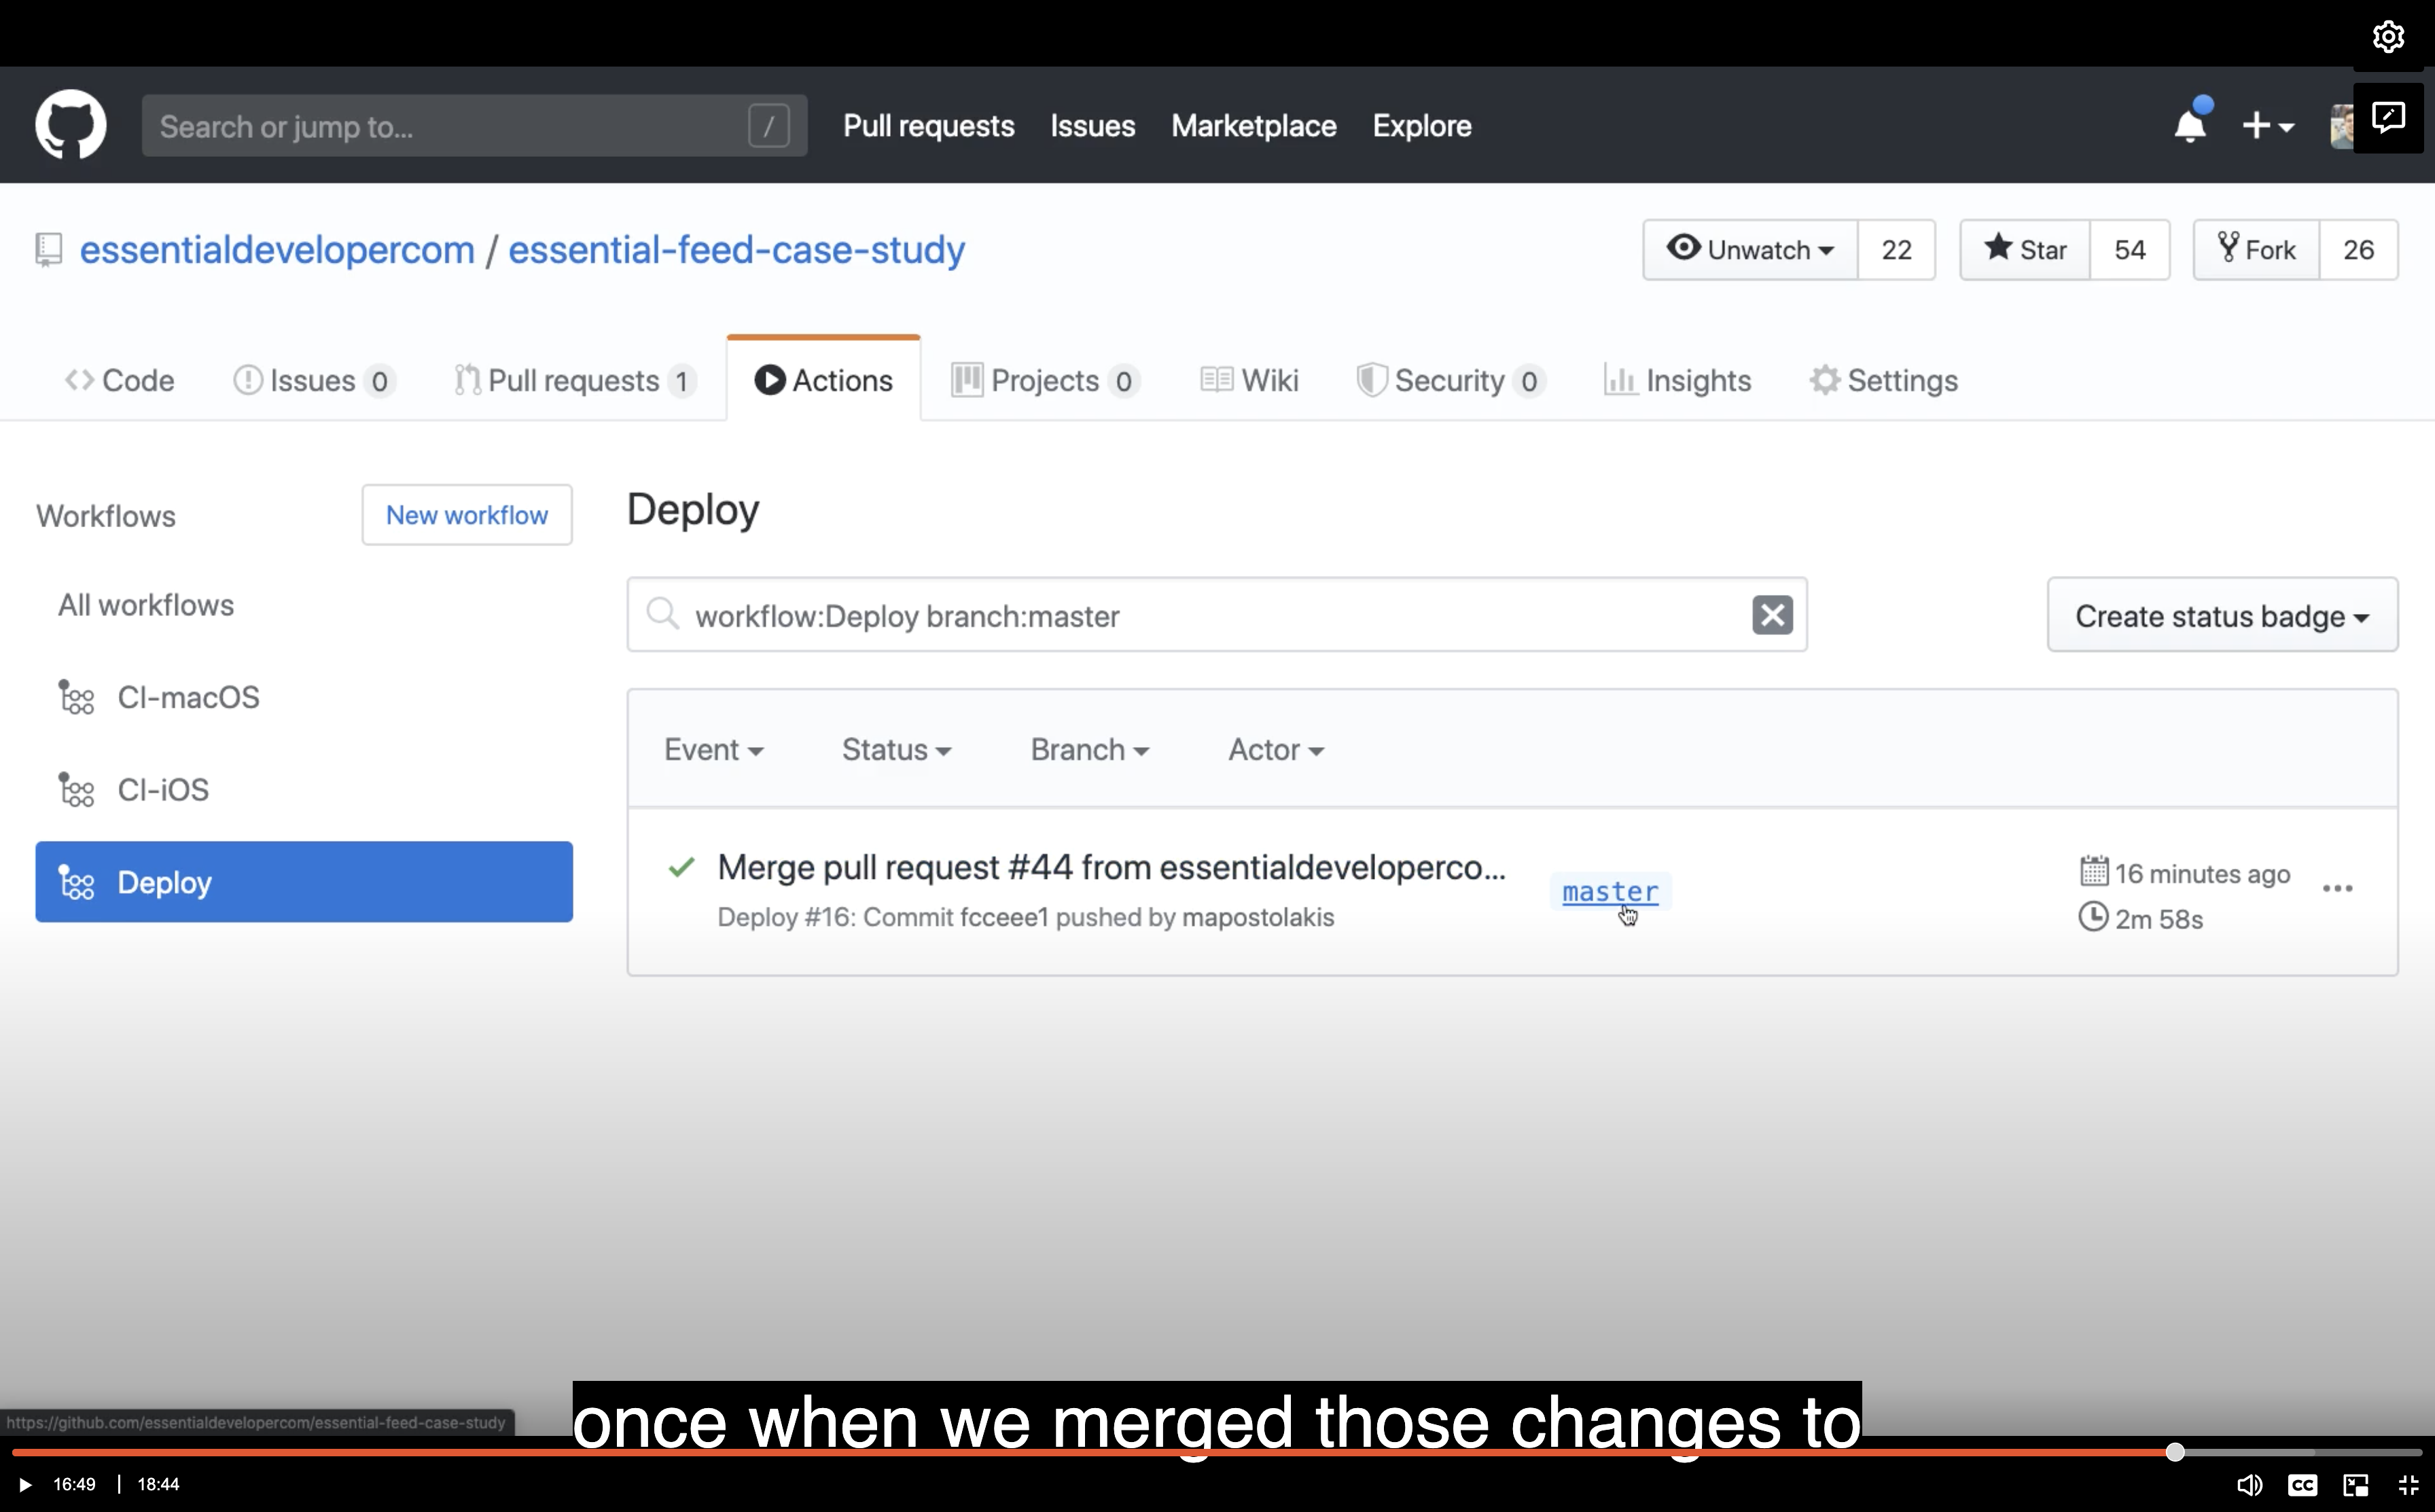 Search or jump to...
/
Pull requests
Issues
Marketplace
Explore
essentialdevelopercom / essential-feed-case-study
Unwatch
22
Star
54
Fork
26
Code
Issues 0
Pull requests 1
Actions
Projects 0
Wiki
Security 0
Insights
Settings
Workflows
New workflow
All workflows
CI-macOS
CI-iOS
Deploy
Deploy
workflow:Deploy branch:master
Create status badge
Event
Status
Branch
Actor
Merge pull request #44 from essentialdeveloperco...
Deploy #16: Commit fcceee1 pushed by mapostolakis
master
16 minutes ago
2m 58s
https://github.com/essentialdevelopercom/essential-feed-case-study
once when we merged those changes to
16:49 | 18:44
CC